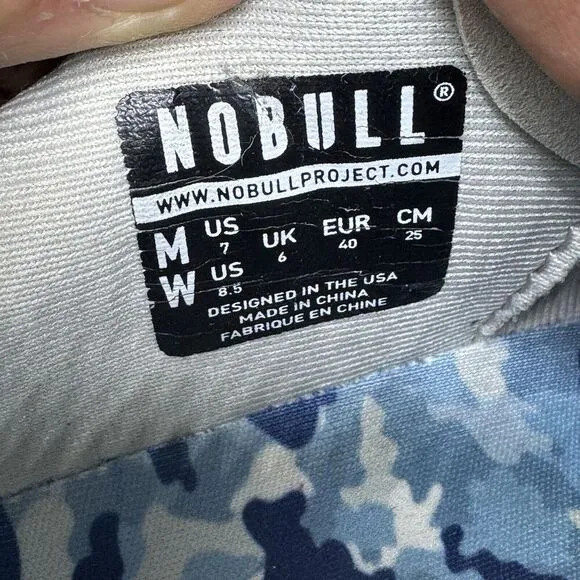 NOBULL®
WWW.NOBULLPROJECT.COM
M US 7 UK 6 EUR 40 CM 25
W US 8.5
DESIGNED IN THE USA
MADE IN CHINA
FABRIQUE EN CHINE